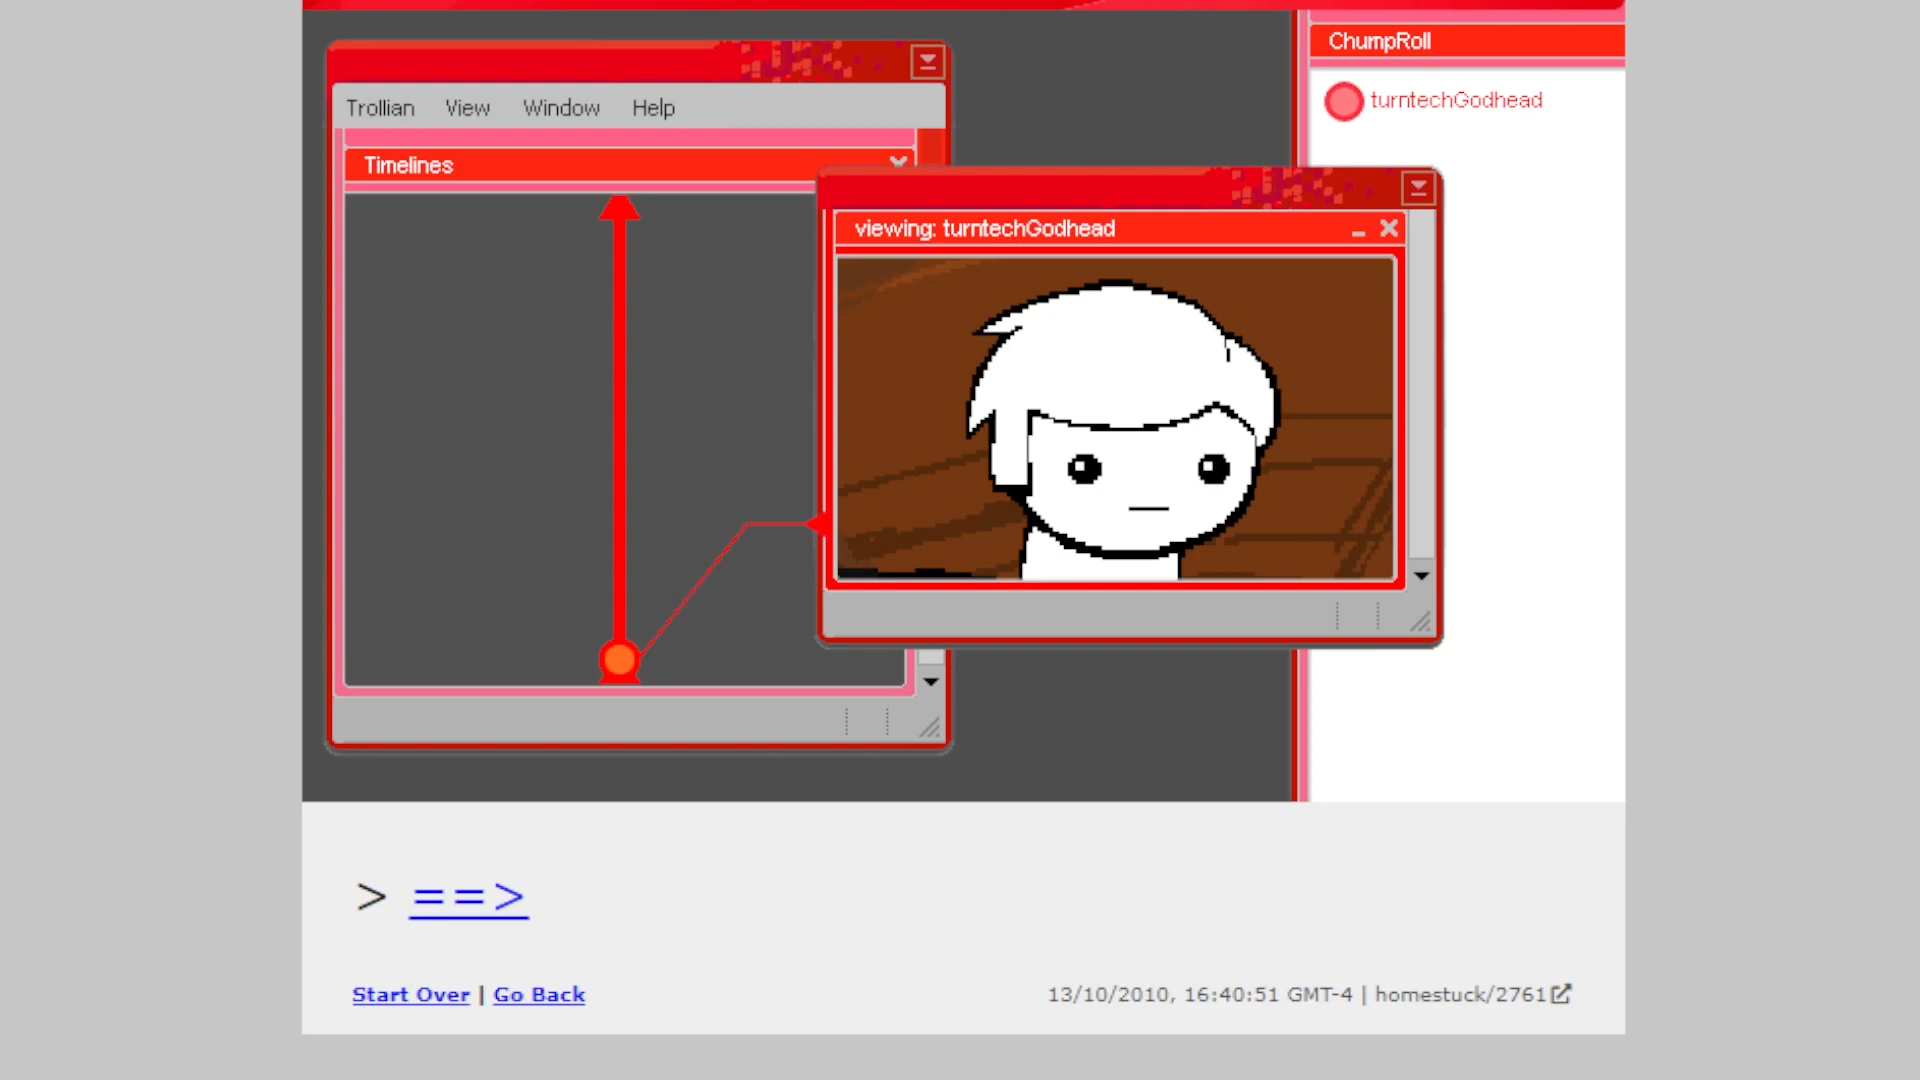 ChumpRoll
turntechGodhead
Trollian View Window Help
Timelines
viewing: turntechGodhead
> ==>
Start Over | Go Back
13/10/2010, 16:40:51 GMT-4 | homestuck/2761